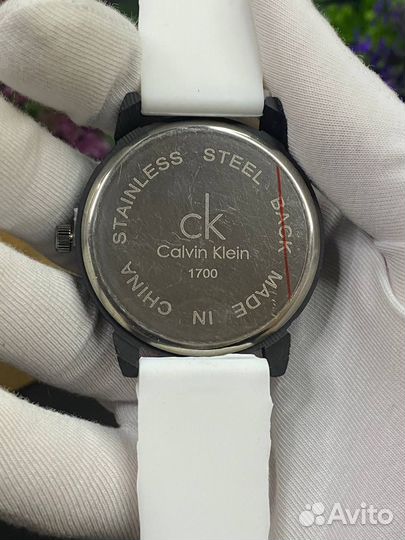 STAINLESS STEEL BACK MADE IN CHINA
ck
Calvin Klein
1700
Avito